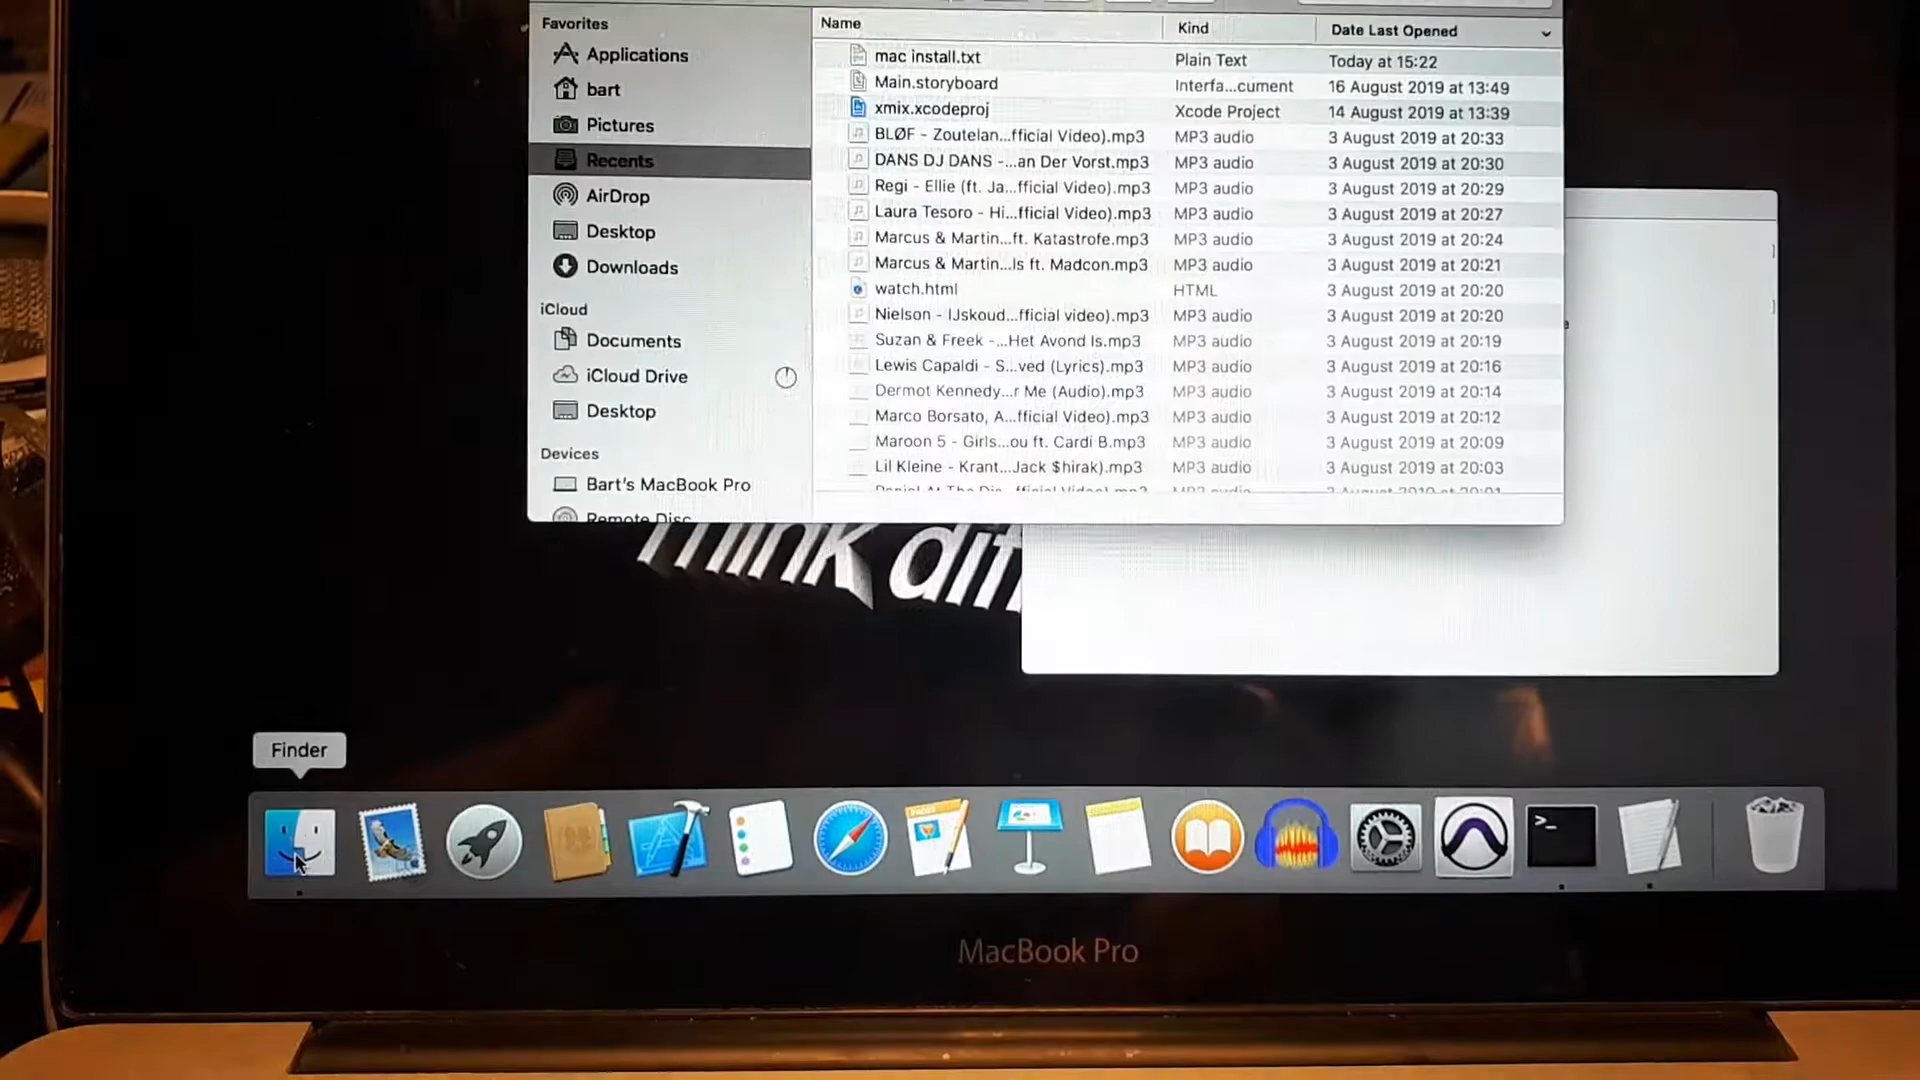 Favorites
Applications
bart
Pictures
Recents
AirDrop
Desktop
Downloads
iCloud
Documents
iCloud Drive
Desktop
Devices
Bart's MacBook Pro
Remote Disc
Name Kind Date Last Opened
mac install.txt Plain Text Today at 15:22
Main.storyboard Interfa...cument 16 August 2019 at 13:49
xmix.xcodeproj Xcode Project 14 August 2019 at 13:39
BLØF - Zoutelan...fficial Video).mp3 MP3 audio 3 August 2019 at 20:33
DANS DJ DANS -...an Der Vorst.mp3 MP3 audio 3 August 2019 at 20:30
Regi - Ellie (ft. Ja...fficial Video).mp3 MP3 audio 3 August 2019 at 20:29
Laura Tesoro - Hi...fficial Video).mp3 MP3 audio 3 August 2019 at 20:27
Marcus & Martin...ft. Katastrofe.mp3 MP3 audio 3 August 2019 at 20:24
Marcus & Martin...ls ft. Madcon.mp3 MP3 audio 3 August 2019 at 20:21
watch.html HTML 3 August 2019 at 20:20
Nielson - IJskoud...fficial video).mp3 MP3 audio 3 August 2019 at 20:20
Suzan & Freek -...Het Avond Is.mp3 MP3 audio 3 August 2019 at 20:19
Lewis Capaldi - S...ved (Lyrics).mp3 MP3 audio 3 August 2019 at 20:16
Dermot Kennedy...r Me (Audio).mp3 MP3 audio 3 August 2019 at 20:14
Marco Borsato, A...fficial Video).mp3 MP3 audio 3 August 2019 at 20:12
Maroon 5 - Girls...ou ft. Cardi B.mp3 MP3 audio 3 August 2019 at 20:09
Lil Kleine - Krant...Jack $hirak).mp3 MP3 audio 3 August 2019 at 20:03
Think dif
Finder
PAGES
>_
MacBook Pro